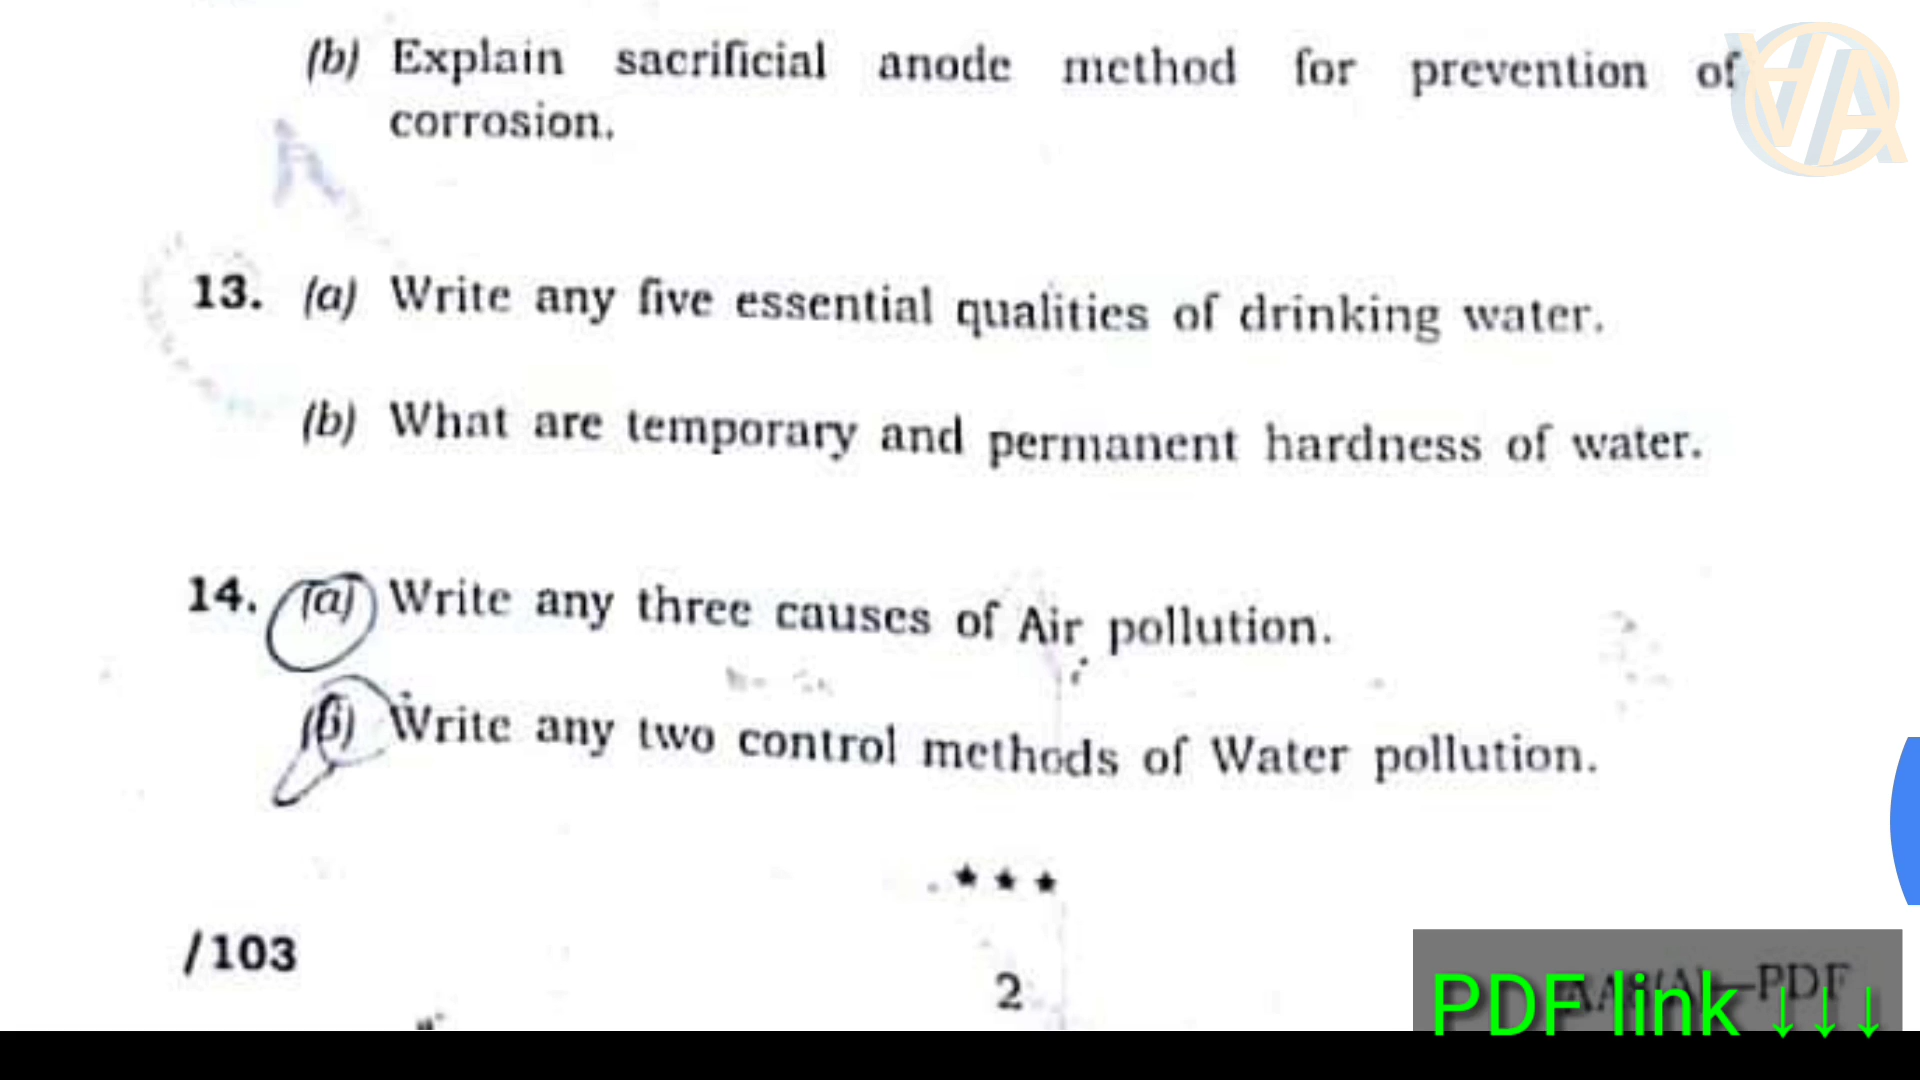 (b) Explain sacrificial anode method for prevention of
corrosion.
13. (a) Write any five essential qualities of drinking water.
(b) What are temporary and permanent hardness of water.
14. (a) Write any three causes of Air pollution.
(b) Write any two control methods of Water pollution.
★ ★ ★
/103
2
—PDF
PDF link ↓↓↓